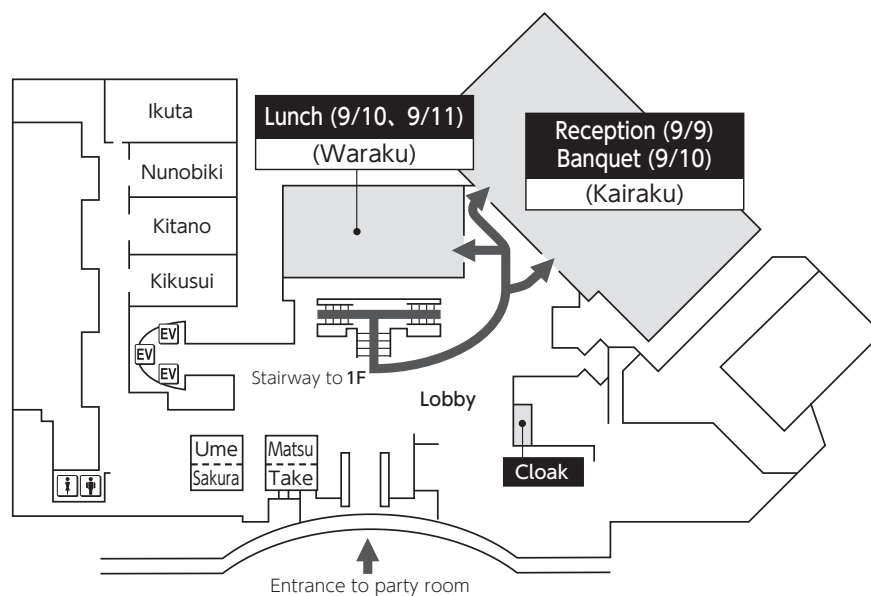 Ikuta
Lunch (9/10、9/11)
(Waraku)
Reception (9/9)
Banquet (9/10)
(Kairaku)
Nunobiki
Kitano
Kikusui
EV
EV
EV
Stairway to 1F
Lobby
Ume
Sakura
Matsu
Take
Cloak
Entrance to party room